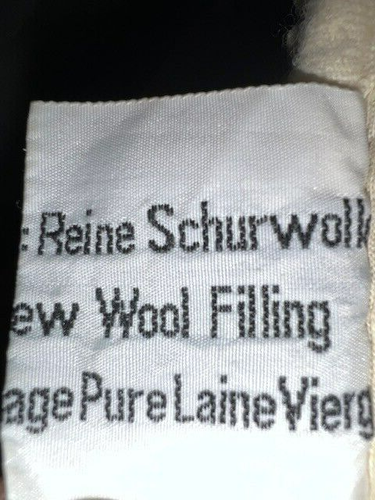 : Reine Schurwoll
ew Wool Filling
age Pure Laine Vierg